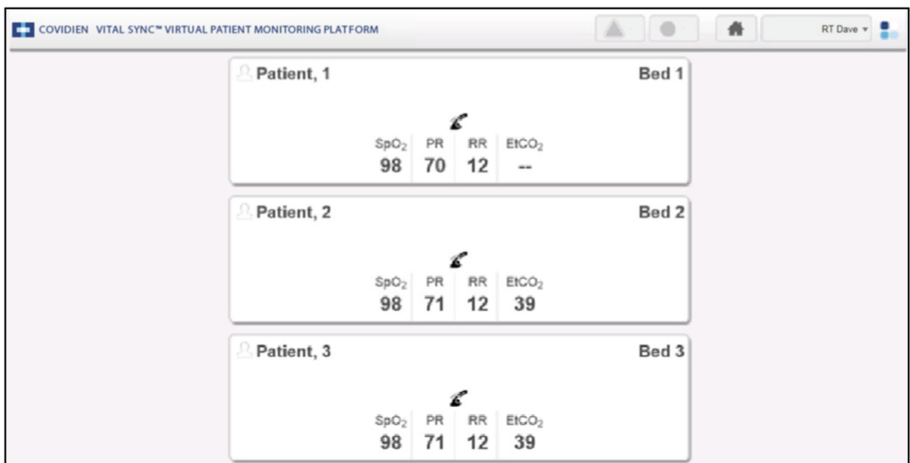 COVIDIEN VITAL SYNC™ VIRTUAL PATIENT MONITORING PLATFORM RT Dave
Patient, 1 Bed 1
SpO₂ PR RR EtCO₂
98 70 12 --
Patient, 2 Bed 2
SpO₂ PR RR EtCO₂
98 71 12 39
Patient, 3 Bed 3
SpO₂ PR RR EtCO₂
98 71 12 39